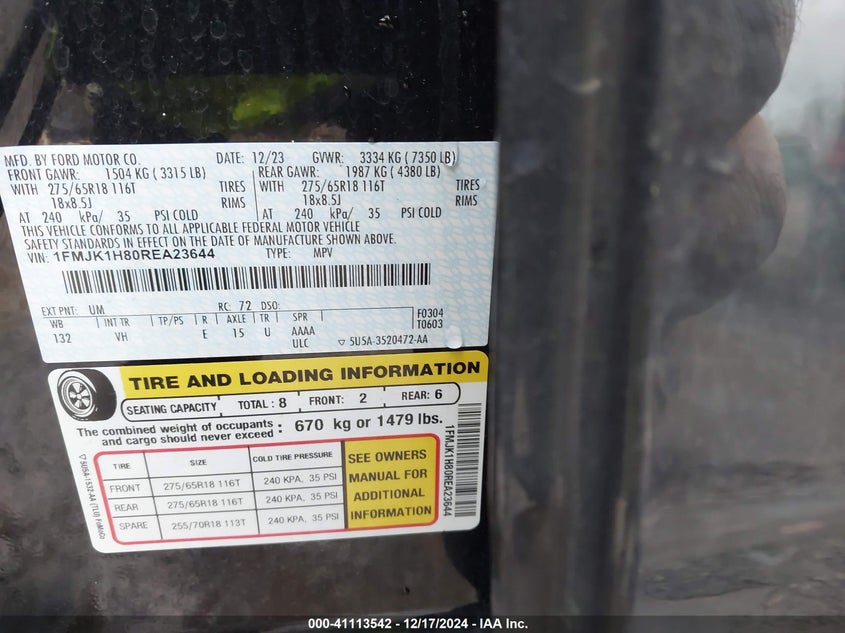 MFD. BY FORD MOTOR CO. DATE: 12/23 GVWR: 3334 KG ( 7350 LB)
FRONT GAWR: 1504 KG ( 3315 LB) REAR GAWR: 1987 KG ( 4380 LB)
WITH 275/65R18 116T TIRES WITH 275/65R18 116T TIRES
18x8.5J RIMS 18x8.5J RIMS
AT 240 kPa/ 35 PSI COLD AT 240 kPa/ 35 PSI COLD
THIS VEHICLE CONFORMS TO ALL APPLICABLE FEDERAL MOTOR VEHICLE
SAFETY STANDARDS IN EFFECT ON THE DATE OF MANUFACTURE SHOWN ABOVE.
VIN: 1FMJK1H80REA23644 TYPE: MPV
EXT PNT: UM RC: 72 DSO:
WB INT TR TP/PS R AXLE TR SPR F0304
132 VH E 15 U AAAA T0603
ULC ▽ 5U5A-3520472-AA
TIRE AND LOADING INFORMATION
SEATING CAPACITY TOTAL : 8 FRONT: 2 REAR: 6
The combined weight of occupants and cargo should never exceed : 670 kg or 1479 lbs.
TIRE SIZE COLD TIRE PRESSURE
FRONT 275/65R18 116T 240 KPA, 35 PSI
REAR 275/65R18 116T 240 KPA, 35 PSI
SPARE 255/70R18 113T 240 KPA, 35 PSI
SEE OWNERS
MANUAL FOR
ADDITIONAL
INFORMATION
1FMJK1H80REA23644
▽ 5U5A-1532-AA (TLU) FoMoCo
000-41113542 - 12/17/2024 - IAA Inc.